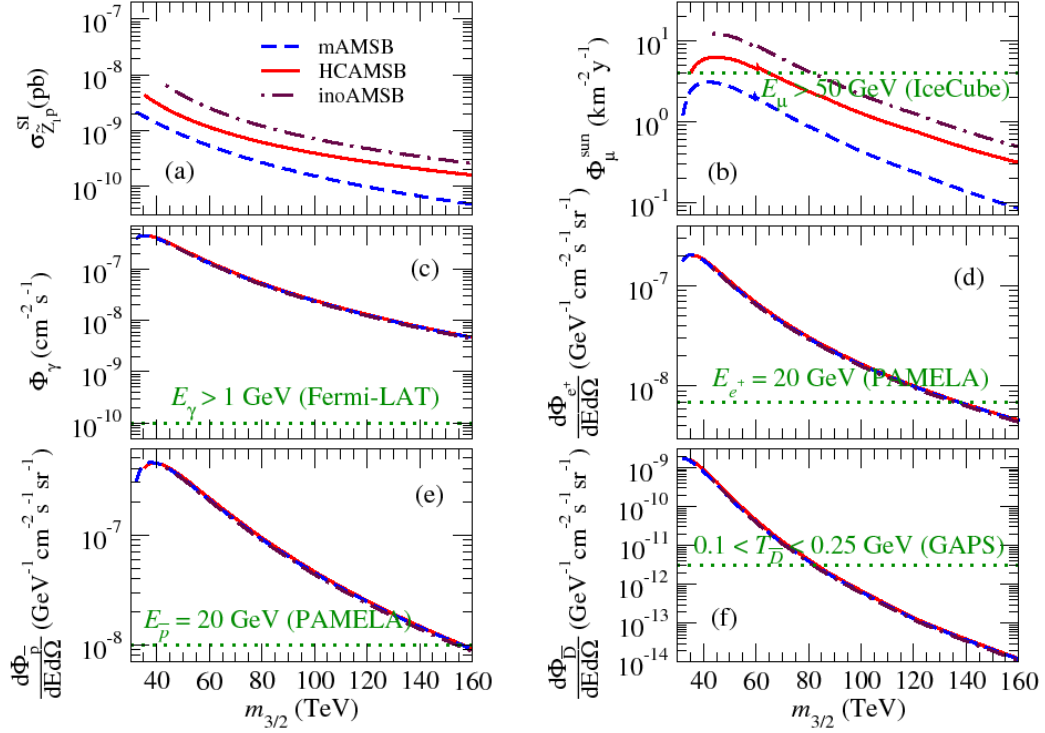 10⁻⁷
10⁻⁸
10⁻⁹
10⁻¹⁰
σ^SI_Z̃₁p (pb)
mAMSB
HCAMSB
inoAMSB
(a)
10²
10¹
10⁰
10⁻¹
Φ_μ^sun (km⁻² y⁻¹)
E_μ > 50 GeV (IceCube)
(b)
10⁻⁷
10⁻⁸
10⁻⁹
10⁻¹⁰
Φ_γ (cm⁻² s⁻¹)
(c)
E_γ > 1 GeV (Fermi-LAT)
10⁻⁷
10⁻⁸
dΦ_e⁺/dEdΩ (GeV⁻¹ cm⁻² s⁻¹ sr⁻¹)
(d)
E_e⁺ = 20 GeV (PAMELA)
10⁻⁷
10⁻⁸
dΦ_p̅/dEdΩ (GeV⁻¹ cm⁻² s⁻¹ sr⁻¹)
(e)
E_p̅ = 20 GeV (PAMELA)
40 60 80 100 120 140 160
m_3/2 (TeV)
10⁻⁹
10⁻¹⁰
10⁻¹¹
10⁻¹²
10⁻¹³
10⁻¹⁴
dΦ_D̅/dEdΩ (GeV⁻¹ cm⁻² s⁻¹ sr⁻¹)
0.1 < T_D̅ < 0.25 GeV (GAPS)
(f)
40 60 80 100 120 140 160
m_3/2 (TeV)